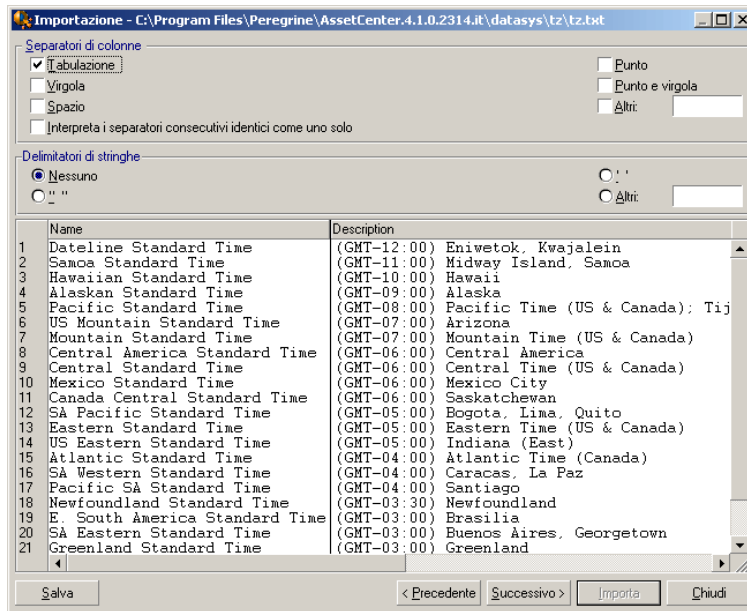 Importazione - C:\Program Files\Peregrine\AssetCenter.4.1.0.2314.it\datasys\tz\tz.txt
Separatori di colonne
Tabulazione
Punto
Virgola
Punto e virgola
Spazio
Altri:
Interpreta i separatori consecutivi identici come uno solo
Delimitatori di stringhe
Nessuno
' '
" "
Altri:
Name Description
1 Dateline Standard Time (GMT-12:00) Eniwetok, Kwajalein
2 Samoa Standard Time (GMT-11:00) Midway Island, Samoa
3 Hawaiian Standard Time (GMT-10:00) Hawaii
4 Alaskan Standard Time (GMT-09:00) Alaska
5 Pacific Standard Time (GMT-08:00) Pacific Time (US & Canada); Tij
6 US Mountain Standard Time (GMT-07:00) Arizona
7 Mountain Standard Time (GMT-07:00) Mountain Time (US & Canada)
8 Central America Standard Time (GMT-06:00) Central America
9 Central Standard Time (GMT-06:00) Central Time (US & Canada)
10 Mexico Standard Time (GMT-06:00) Mexico City
11 Canada Central Standard Time (GMT-06:00) Saskatchewan
12 SA Pacific Standard Time (GMT-05:00) Bogota, Lima, Quito
13 Eastern Standard Time (GMT-05:00) Eastern Time (US & Canada)
14 US Eastern Standard Time (GMT-05:00) Indiana (East)
15 Atlantic Standard Time (GMT-04:00) Atlantic Time (Canada)
16 SA Western Standard Time (GMT-04:00) Caracas, La Paz
17 Pacific SA Standard Time (GMT-04:00) Santiago
18 Newfoundland Standard Time (GMT-03:30) Newfoundland
19 E. South America Standard Time (GMT-03:00) Brasilia
20 SA Eastern Standard Time (GMT-03:00) Buenos Aires, Georgetown
21 Greenland Standard Time (GMT-03:00) Greenland
Salva < Precedente Successivo > Importa Chiudi